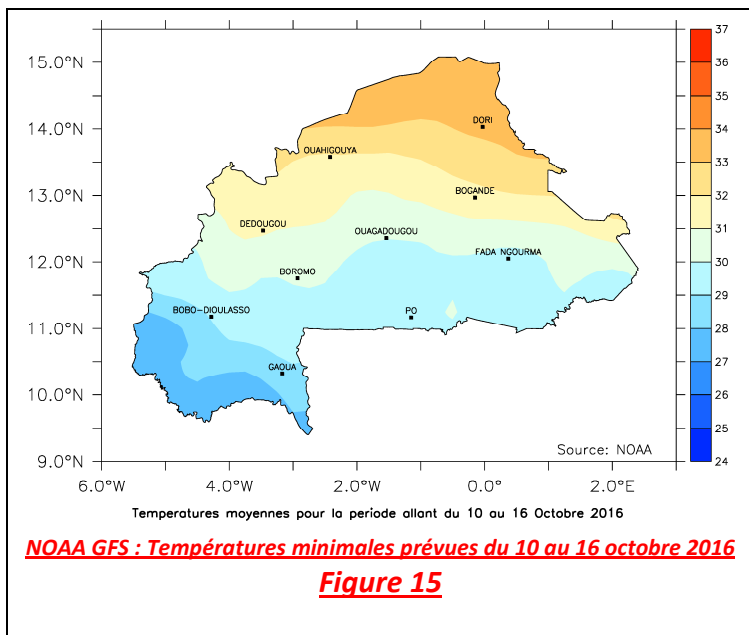 37
15.0°N
36
35
DORI
14.0°N
34
OUAHIGOUYA
33
13.0°N
BOGANDE
32
DEDOUGOU
OUAGADOUGOU
31
FADA NGOURMA
12.0°N
30
BOROMO
29
BOBO-DIOULASSO
PO
11.0°N
28
27
GAOUA
10.0°N
26
25
Source: NOAA
9.0°N
24
6.0°W 4.0°W 2.0°W 0.0° 2.0°E
Temperatures moyennes pour la periode allant du 10 au 16 Octobre 2016
NOAA GFS : Températures minimales prévues du 10 au 16 octobre 2016
Figure 15